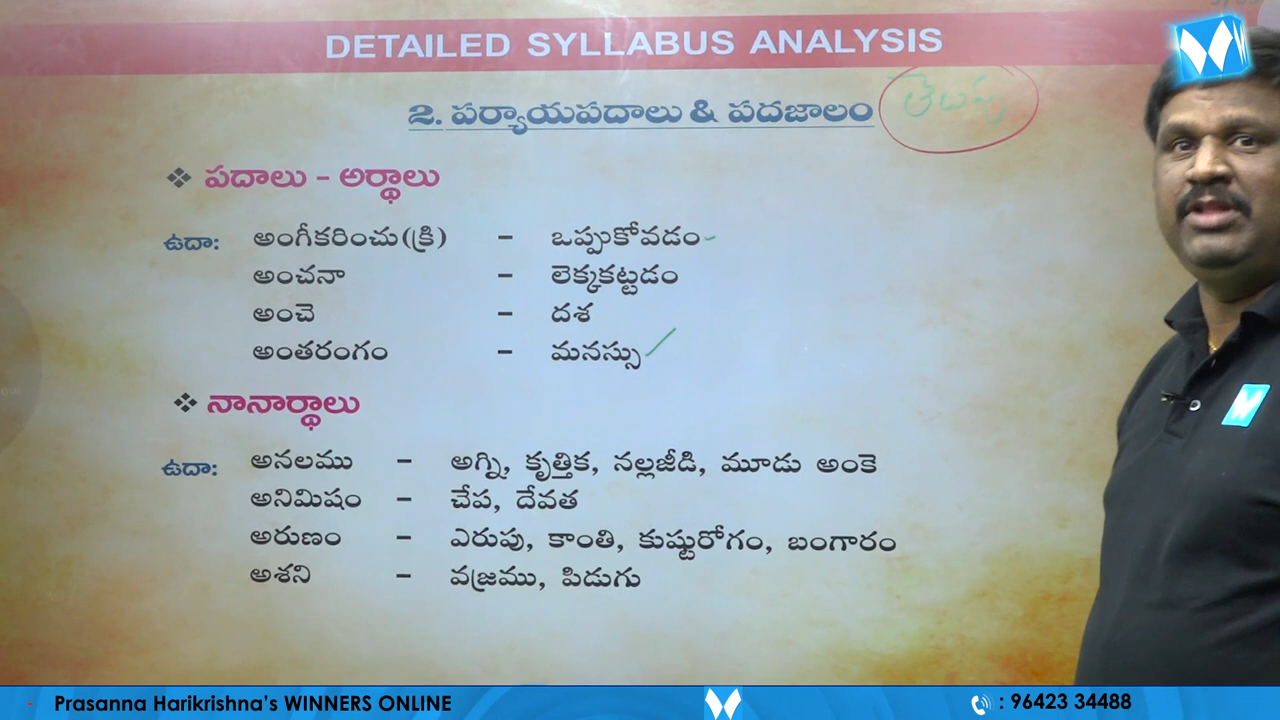 DETAILED SYLLABUS ANALYSIS
2. పర్యాయపదాలు & పదజాలం
❖ పదాలు - అర్థాలు
ఉదా: అంగీకరించు(క్రి) - ఒప్పుకోవడం
అంచనా - లెక్కకట్టడం
అంచె - దశ
అంతరంగం - మనస్సు
❖ నానార్థాలు
ఉదా: అనలము - అగ్ని, కృత్తిక, నల్లజీడి, మూడు అంకె
అనిమిషం - చేప, దేవత
అరుణం - ఎరుపు, కాంతి, కుష్టురోగం, బంగారం
అశని - వజ్రము, పిడుగు
Prasanna Harikrishna's WINNERS ONLINE : 96423 34488